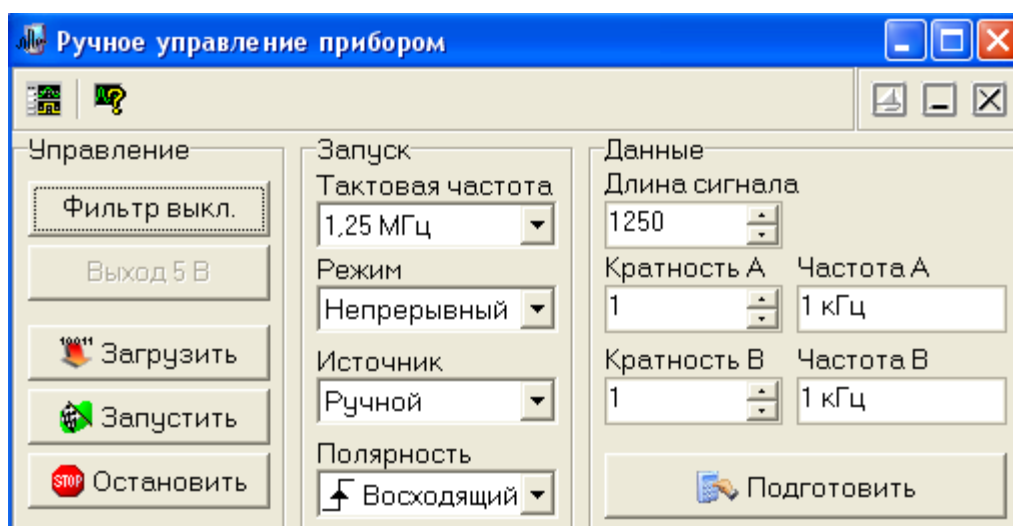 Ручное управление прибором
Управление
Фильтр выкл.
Выход 5 В
Загрузить
Запустить
STOP Остановить
Запуск
Тактовая частота
1,25 МГц
Режим
Непрерывный
Источник
Ручной
Полярность
Восходящий
Данные
Длина сигнала
1250
Кратность А Частота А
1 1 кГц
Кратность В Частота В
1 1 кГц
Подготовить